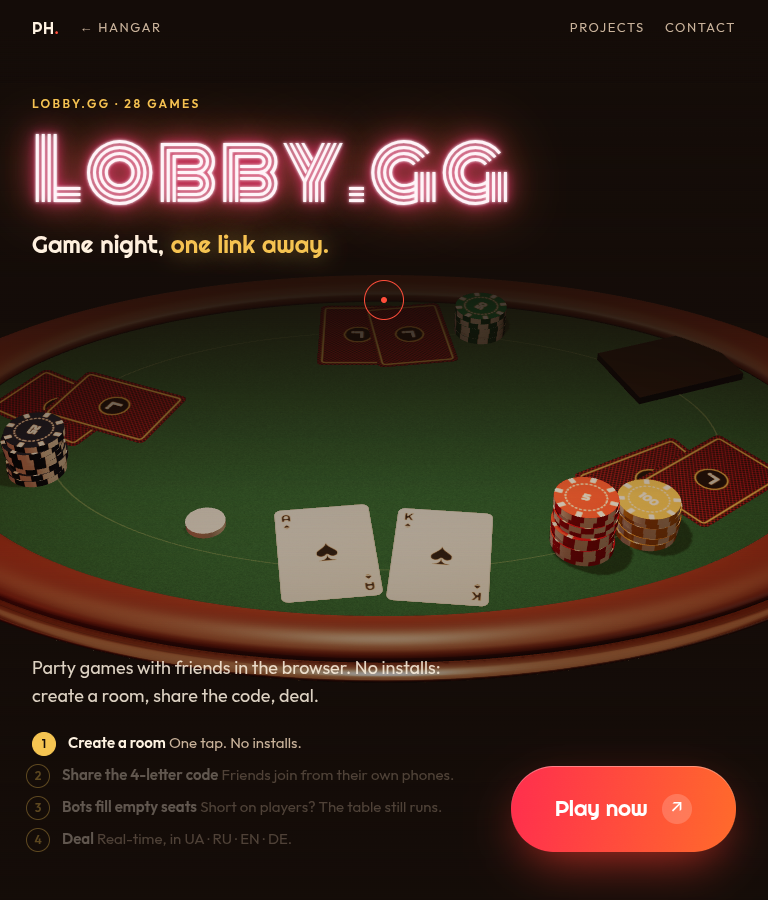 PH. ← HANGAR PROJECTS CONTACT
LOBBY.GG · 28 GAMES
LOBBY.GG
Game night, one link away.
5
100
A
K
A
K
Party games with friends in the browser. No installs:
create a room, share the code, deal.
1 Create a room One tap. No installs.
2 Share the 4-letter code Friends join from their own phones.
3 Bots fill empty seats Short on players? The table still runs.
4 Deal Real-time, in UA · RU · EN · DE.
Play now ↗